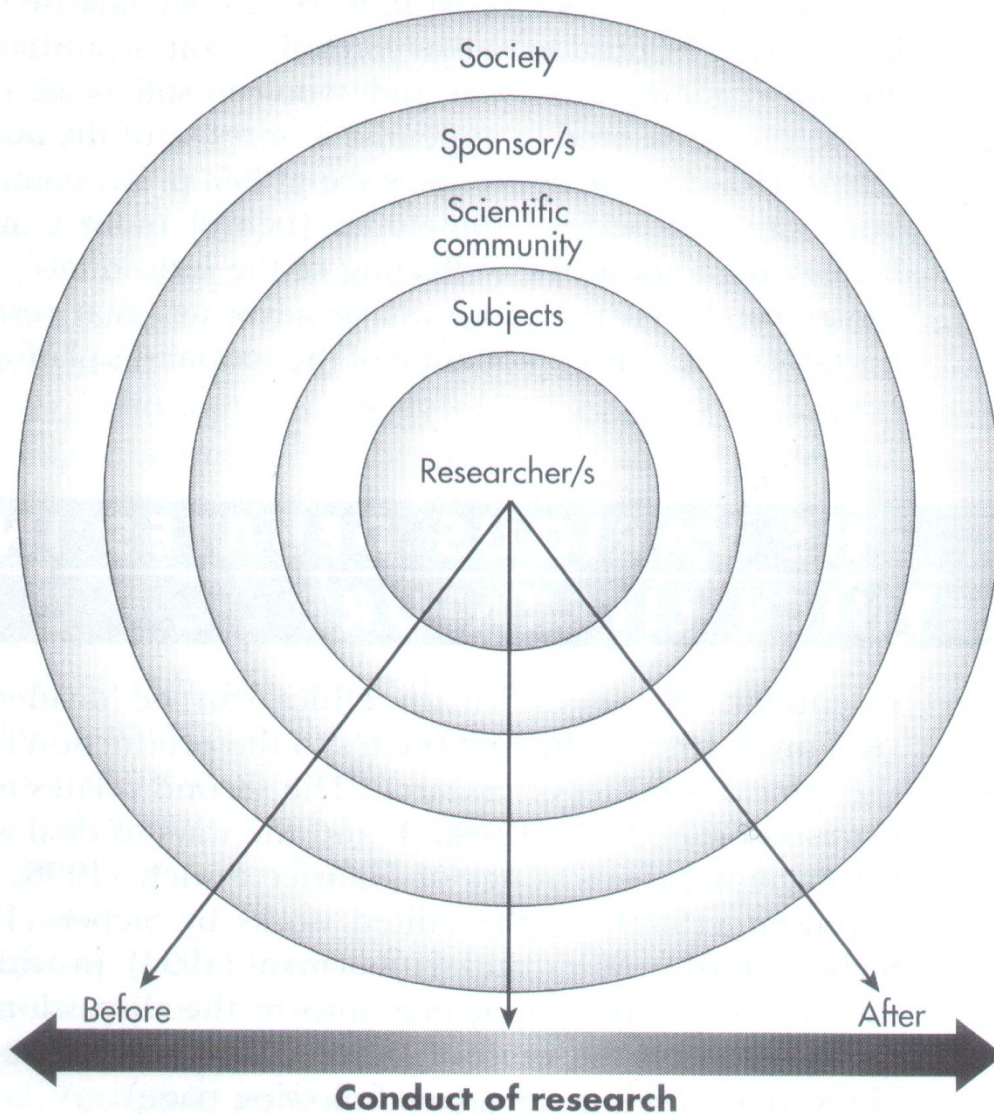 Society
Sponsor/s
Scientific
community
Subjects
Researcher/s
Before
After
Conduct of research